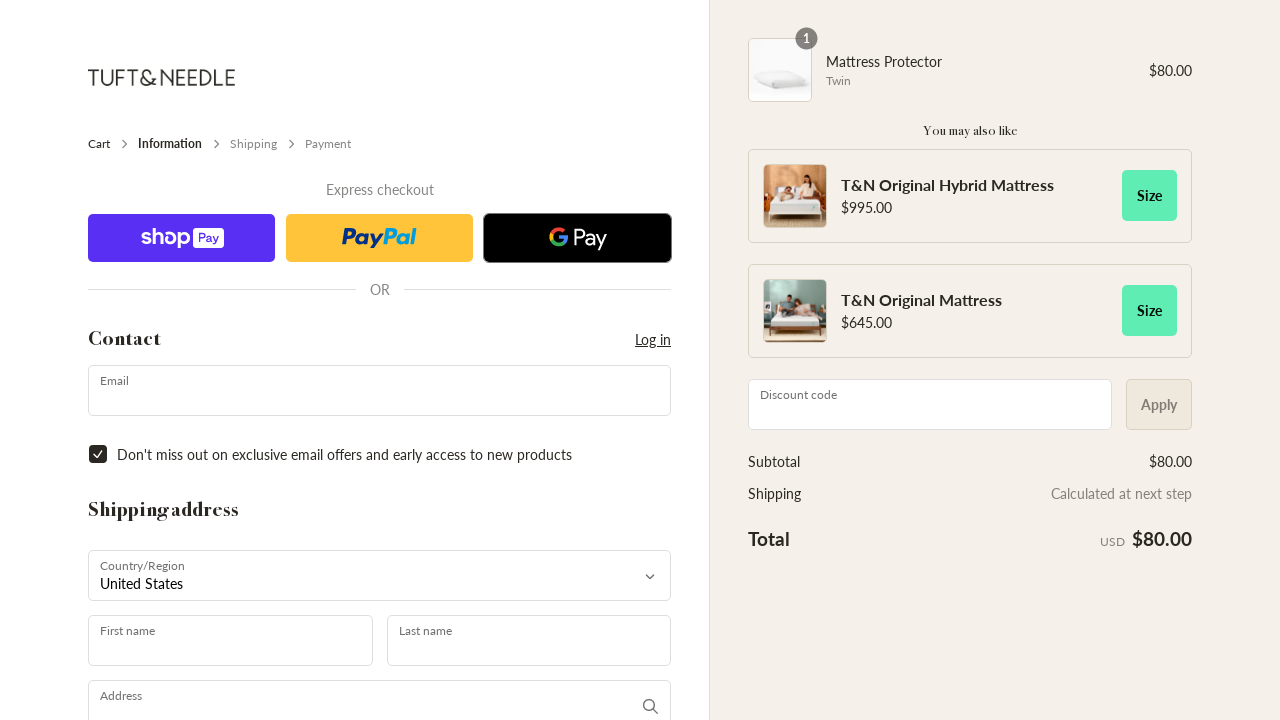 TUFT & NEEDLE
Cart > Information > Shipping > Payment
Express checkout
shop Pay
PayPal
G Pay
OR
Contact
Log in
Email
Don't miss out on exclusive email offers and early access to new products
Shipping address
Country/Region
United States
First name
Last name
Address
1
Mattress Protector
Twin
$80.00
You may also like
T&N Original Hybrid Mattress
$995.00
Size
T&N Original Mattress
$645.00
Size
Discount code
Apply
Subtotal $80.00
Shipping Calculated at next step
Total USD $80.00